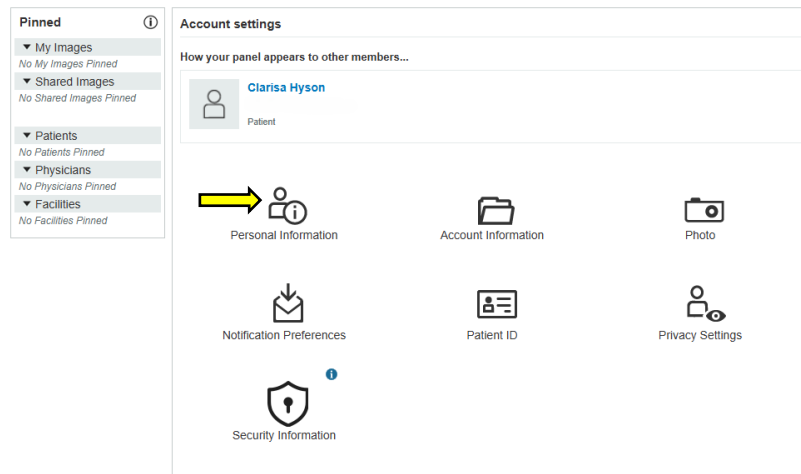 Pinned
▼ My Images
No My Images Pinned
▼ Shared Images
No Shared Images Pinned
▼ Patients
No Patients Pinned
▼ Physicians
No Physicians Pinned
▼ Facilities
No Facilities Pinned
Account settings
How your panel appears to other members...
Clarisa Hyson
Patient
Personal Information
Account Information
Photo
Notification Preferences
Patient ID
Privacy Settings
Security Information